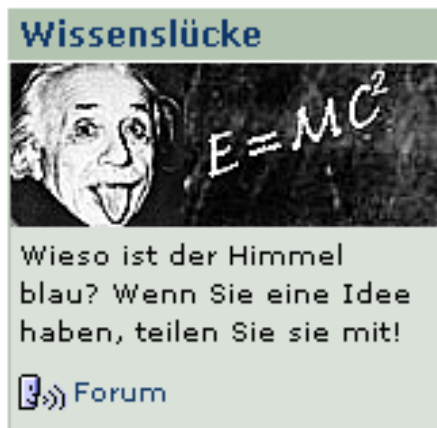 Wissenslücke
E=MC²
Wieso ist der Himmel
blau? Wenn Sie eine Idee
haben, teilen Sie sie mit!
Forum